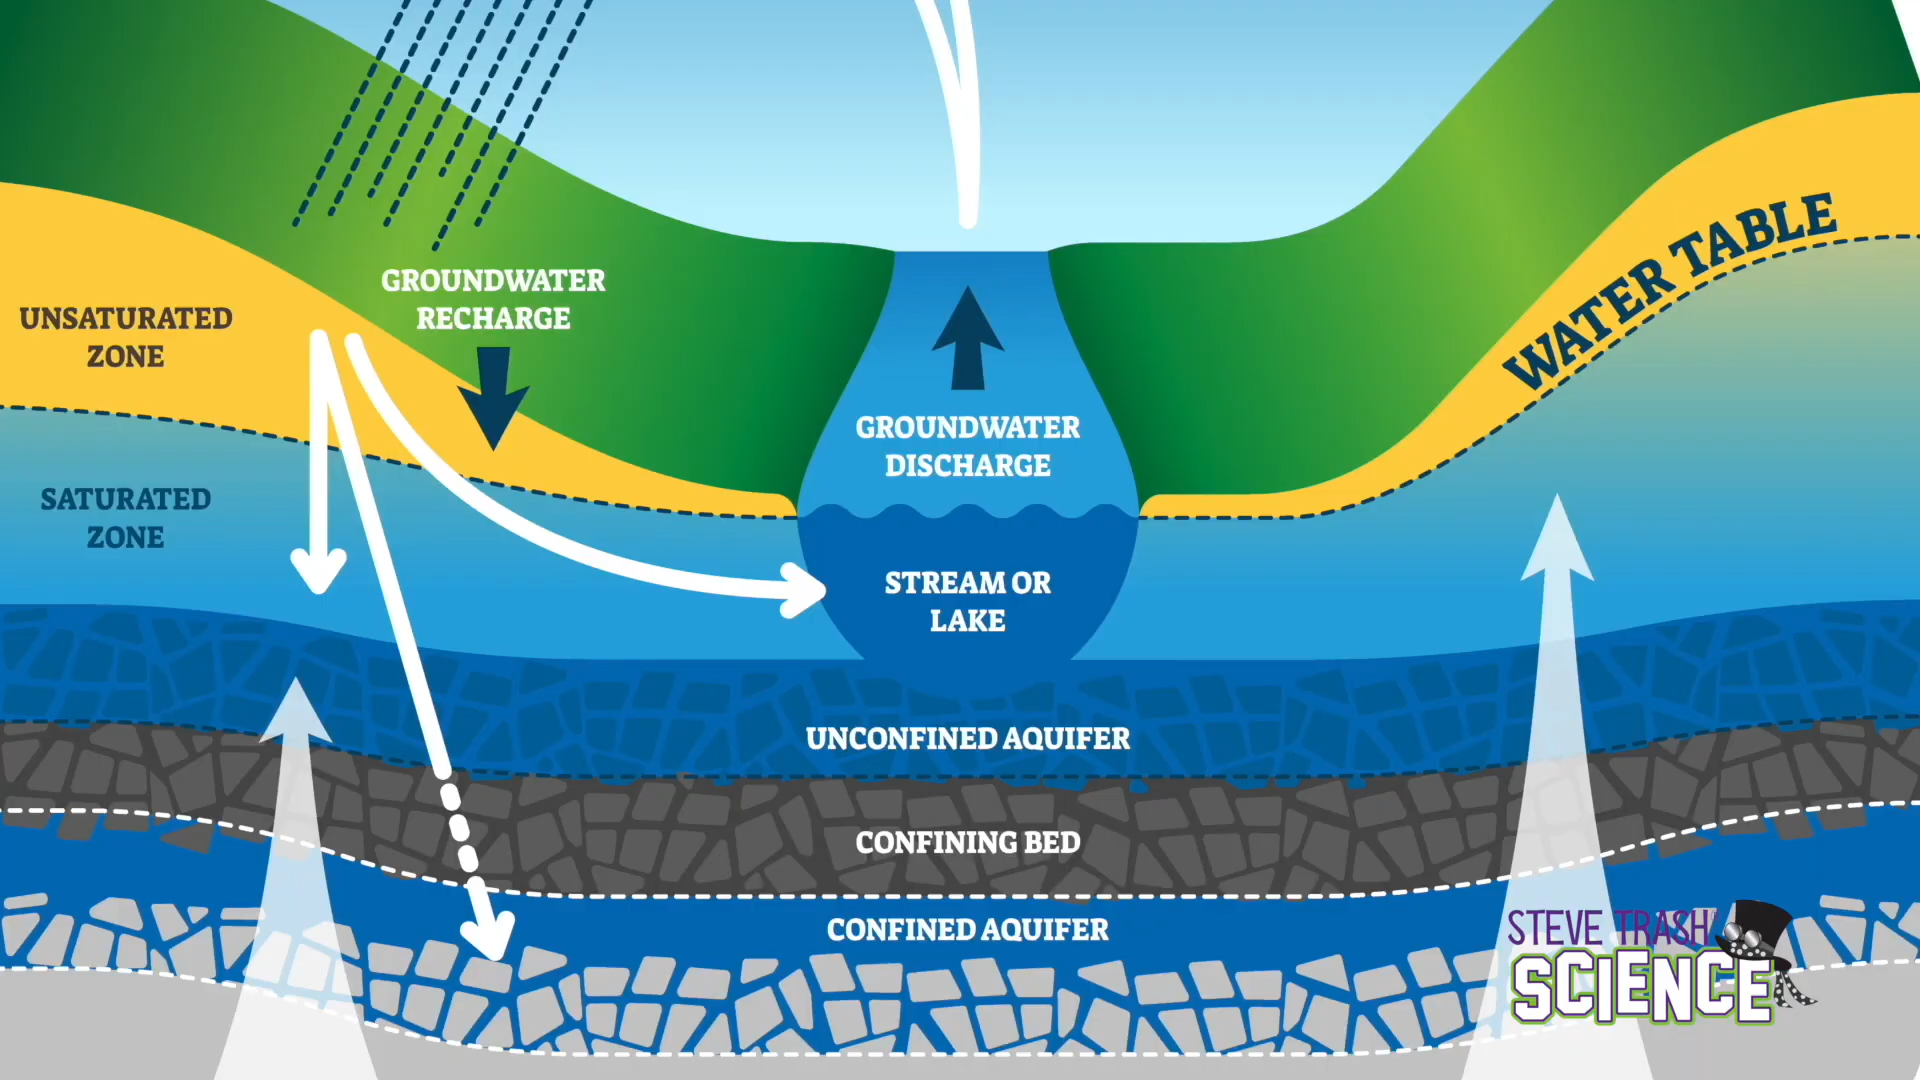 GROUNDWATER
RECHARGE
UNSATURATED
ZONE
WATER TABLE
GROUNDWATER
DISCHARGE
SATURATED
ZONE
STREAM OR
LAKE
UNCONFINED AQUIFER
CONFINING BED
CONFINED AQUIFER
STEVE TRASH
SCIENCE